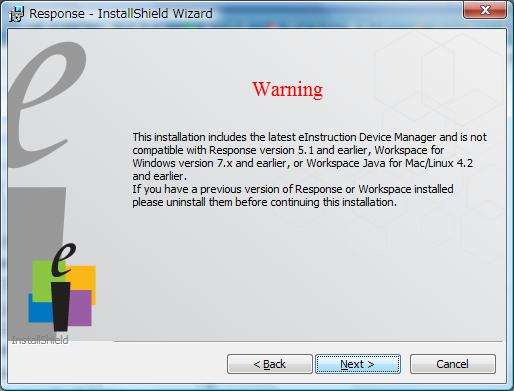 Response - InstallShield Wizard
Warning
This installation includes the latest eInstruction Device Manager and is not
compatible with Response version 5.1 and earlier, Workspace for
Windows version 7.x and earlier, or Workspace Java for Mac/Linux 4.2
and earlier.
If you have a previous version of Response or Workspace installed
please uninstall them before continuing this installation.
e
i
e
i
InstallShield
< Back
Next >
Cancel